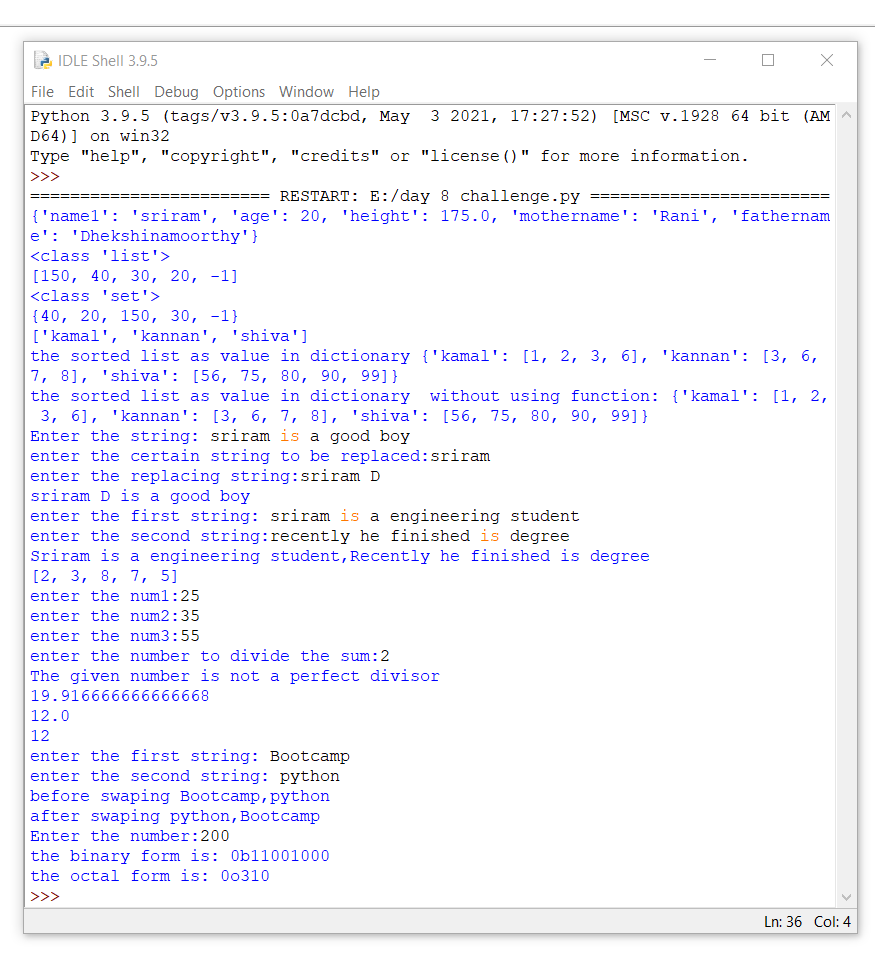 IDLE Shell 3.9.5
File Edit Shell Debug Options Window Help
Python 3.9.5 (tags/v3.9.5:0a7dcbd, May  3 2021, 17:27:52) [MSC v.1928 64 bit (AM
D64)] on win32
Type "help", "copyright", "credits" or "license()" for more information.
>>>
======================== RESTART: E:/day 8 challenge.py ========================
{'name1': 'sriram', 'age': 20, 'height': 175.0, 'mothername': 'Rani', 'fathernam
e': 'Dhekshinamoorthy'}
<class 'list'>
[150, 40, 30, 20, -1]
<class 'set'>
{40, 20, 150, 30, -1}
['kamal', 'kannan', 'shiva']
the sorted list as value in dictionary {'kamal': [1, 2, 3, 6], 'kannan': [3, 6,
7, 8], 'shiva': [56, 75, 80, 90, 99]}
the sorted list as value in dictionary  without using function: {'kamal': [1, 2,
 3, 6], 'kannan': [3, 6, 7, 8], 'shiva': [56, 75, 80, 90, 99]}
Enter the string: sriram is a good boy
enter the certain string to be replaced:sriram
enter the replacing string:sriram D
sriram D is a good boy
enter the first string: sriram is a engineering student
enter the second string:recently he finished is degree
Sriram is a engineering student,Recently he finished is degree
[2, 3, 8, 7, 5]
enter the num1:25
enter the num2:35
enter the num3:55
enter the number to divide the sum:2
The given number is not a perfect divisor
19.916666666666668
12.0
12
enter the first string: Bootcamp
enter the second string: python
before swaping Bootcamp,python
after swaping python,Bootcamp
Enter the number:200
the binary form is: 0b11001000
the octal form is: 0o310
>>>
Ln: 36 Col: 4